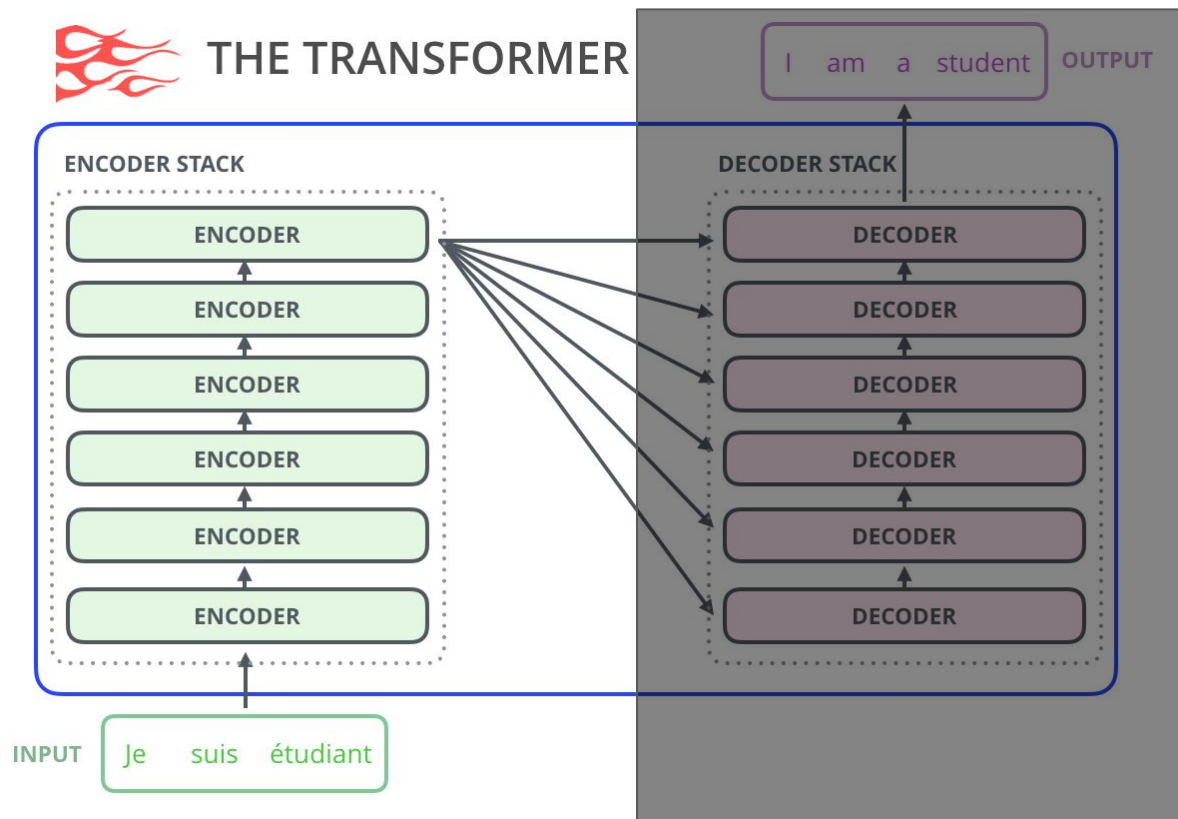 THE TRANSFORMER
I am a student
OUTPUT
ENCODER STACK
DECODER STACK
ENCODER
DECODER
ENCODER
DECODER
ENCODER
DECODER
ENCODER
DECODER
ENCODER
DECODER
ENCODER
DECODER
INPUT
Je suis étudiant